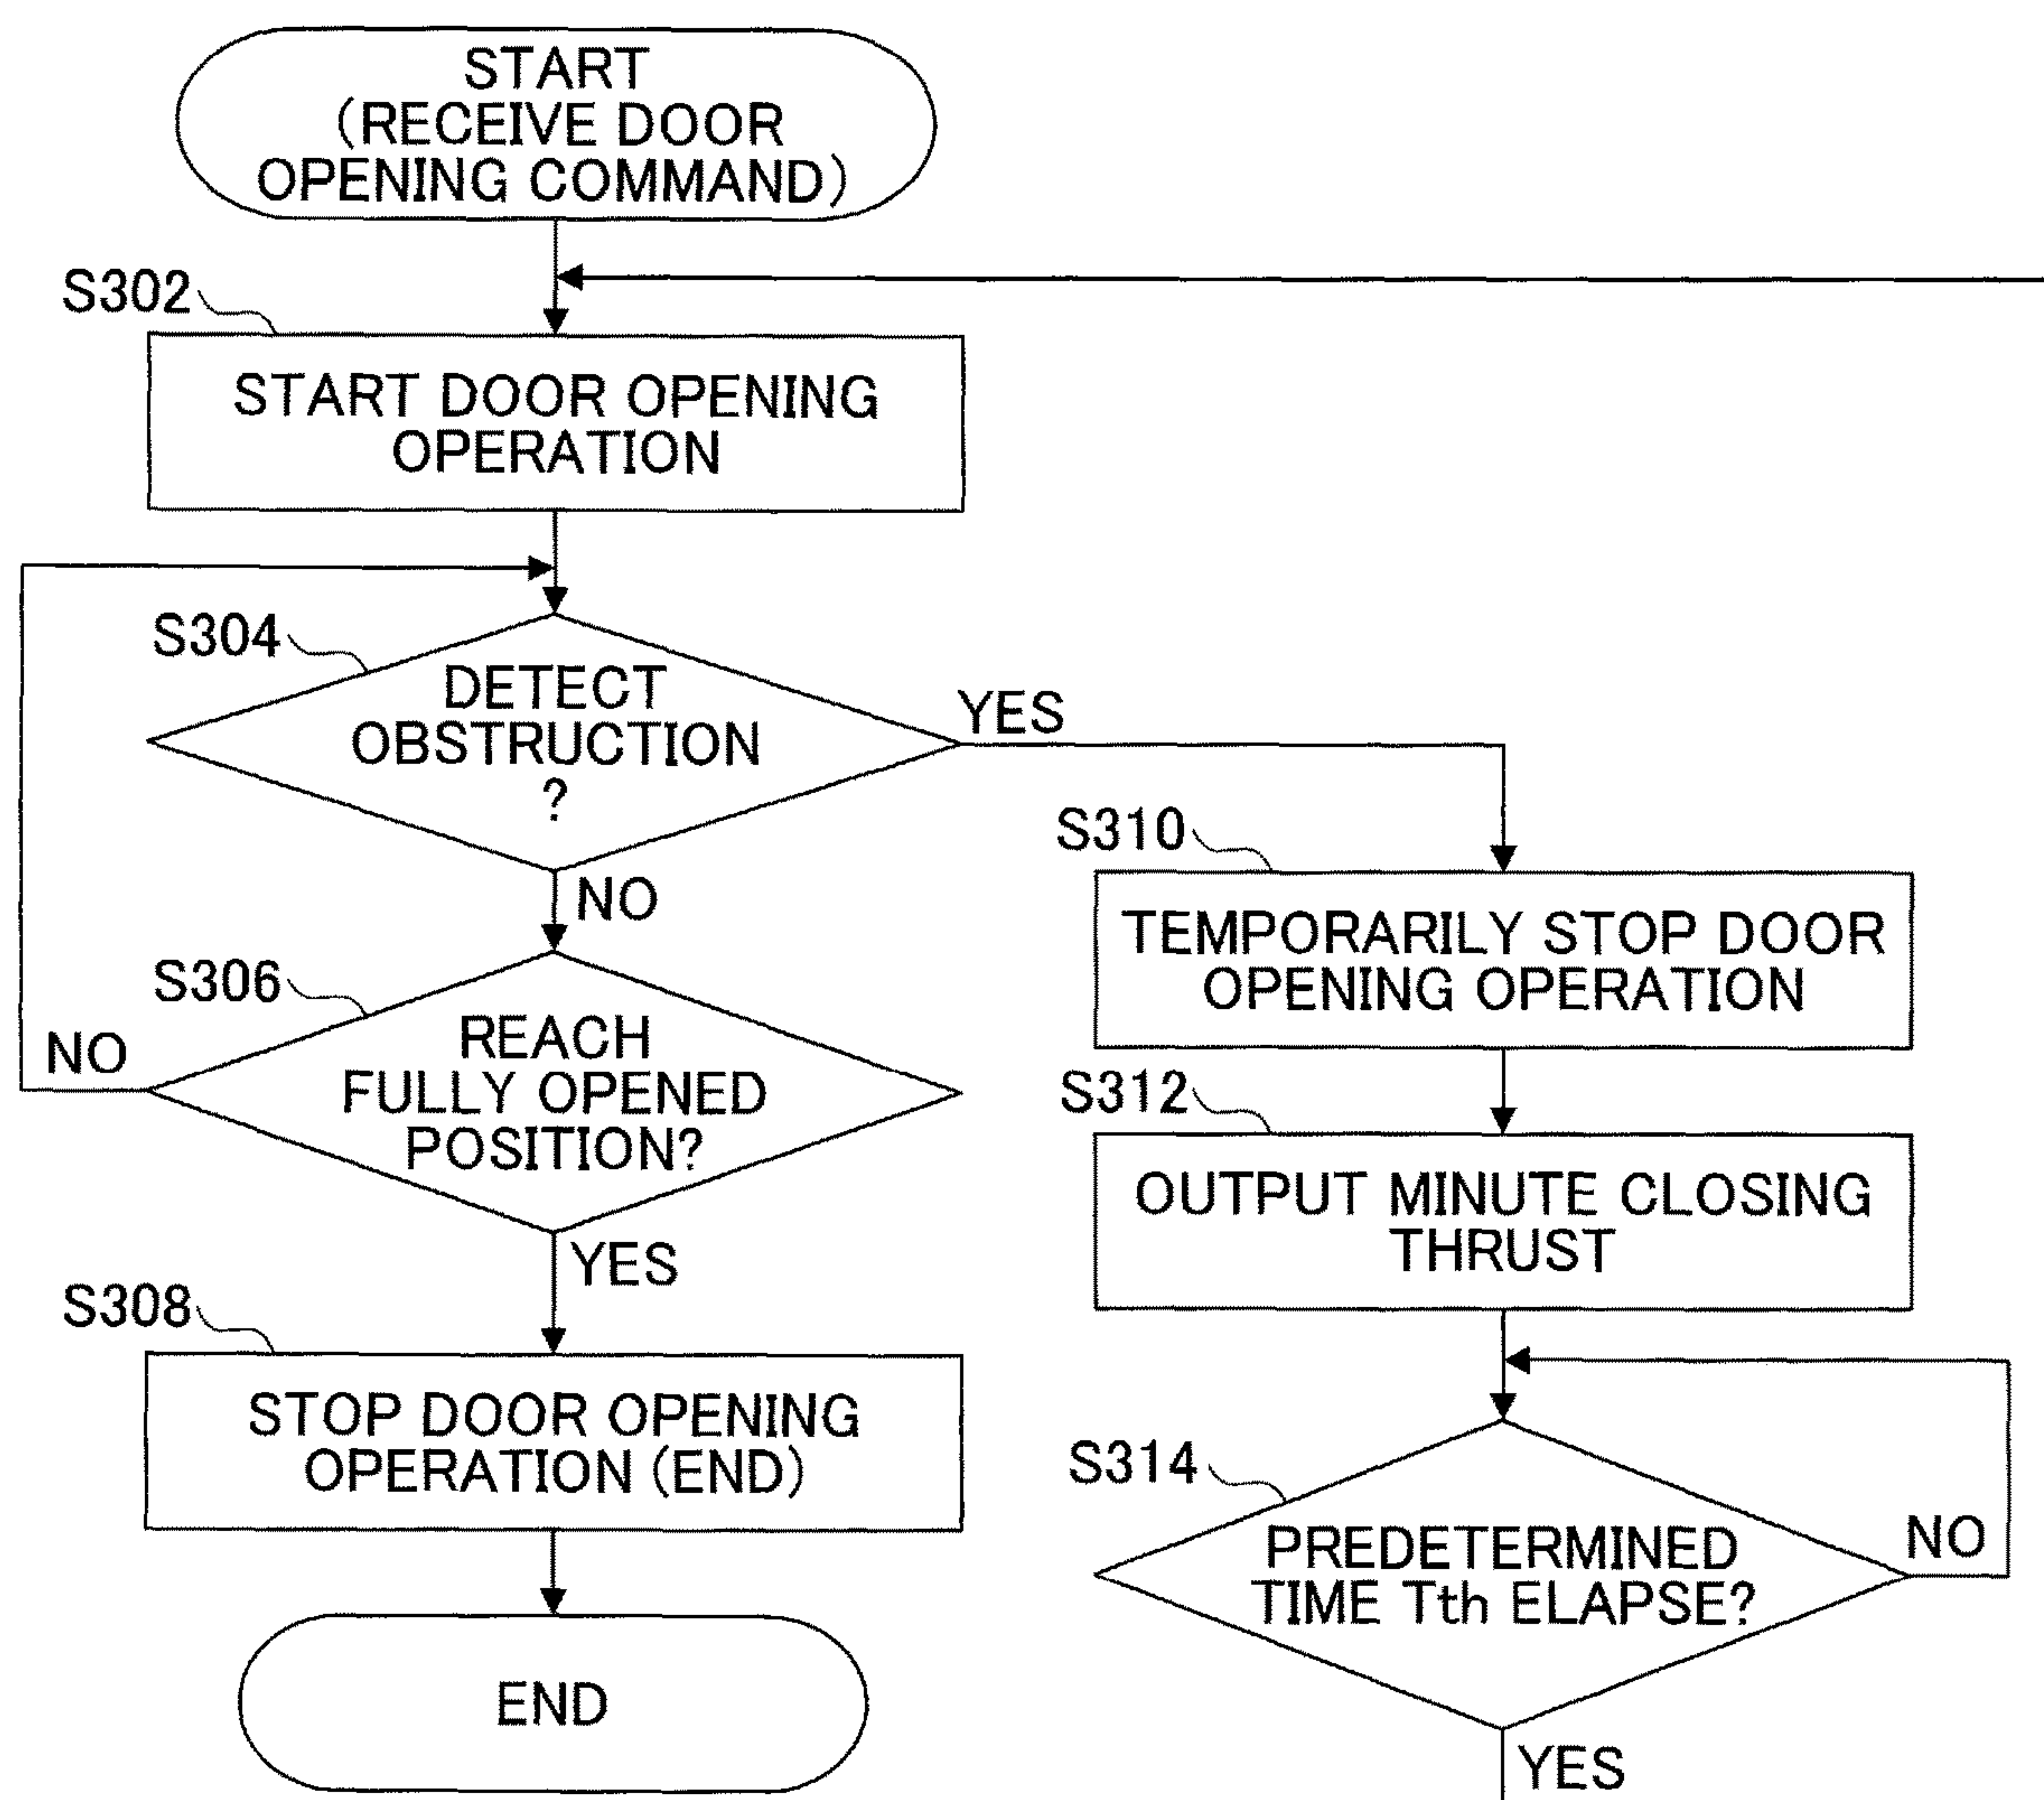 START
(RECEIVE DOOR
OPENING COMMAND)
S302
START DOOR OPENING
OPERATION
S304
DETECT
OBSTRUCTION
?
YES
NO
S306
REACH
FULLY OPENED
POSITION?
NO
YES
S308
STOP DOOR OPENING
OPERATION (END)
END
S310
TEMPORARILY STOP DOOR
OPENING OPERATION
S312
OUTPUT MINUTE CLOSING
THRUST
S314
PREDETERMINED
TIME Tth ELAPSE?
NO
YES